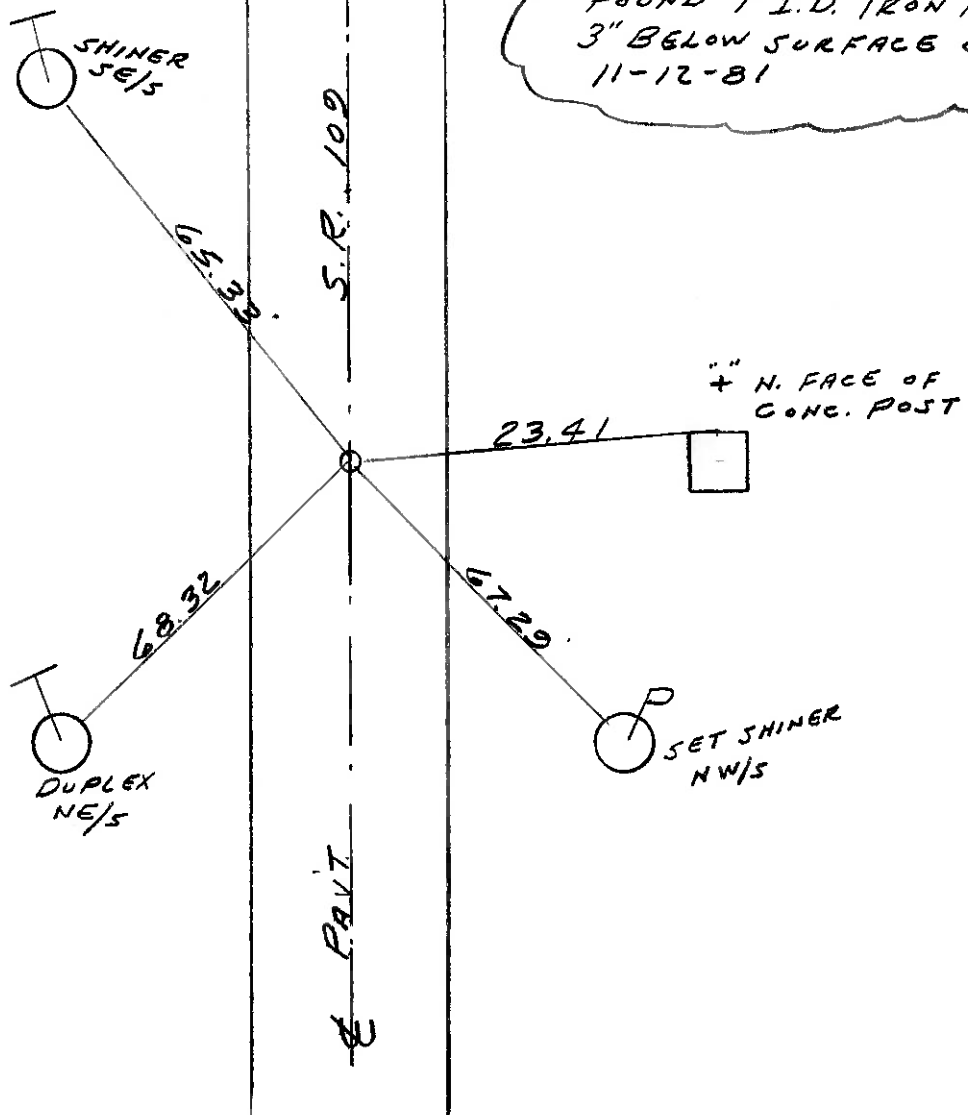 FOUND 1" I.D. IRON
3" BELOW SURFACE
11-12-81
SHINER
SE/S
S.R. 109
65.33
"+" N. FACE OF
CONC. POST
23.41
68.32
67.29
DUPLEX
NE/S
SET SHINER
NW/S
℄ PAV'T.